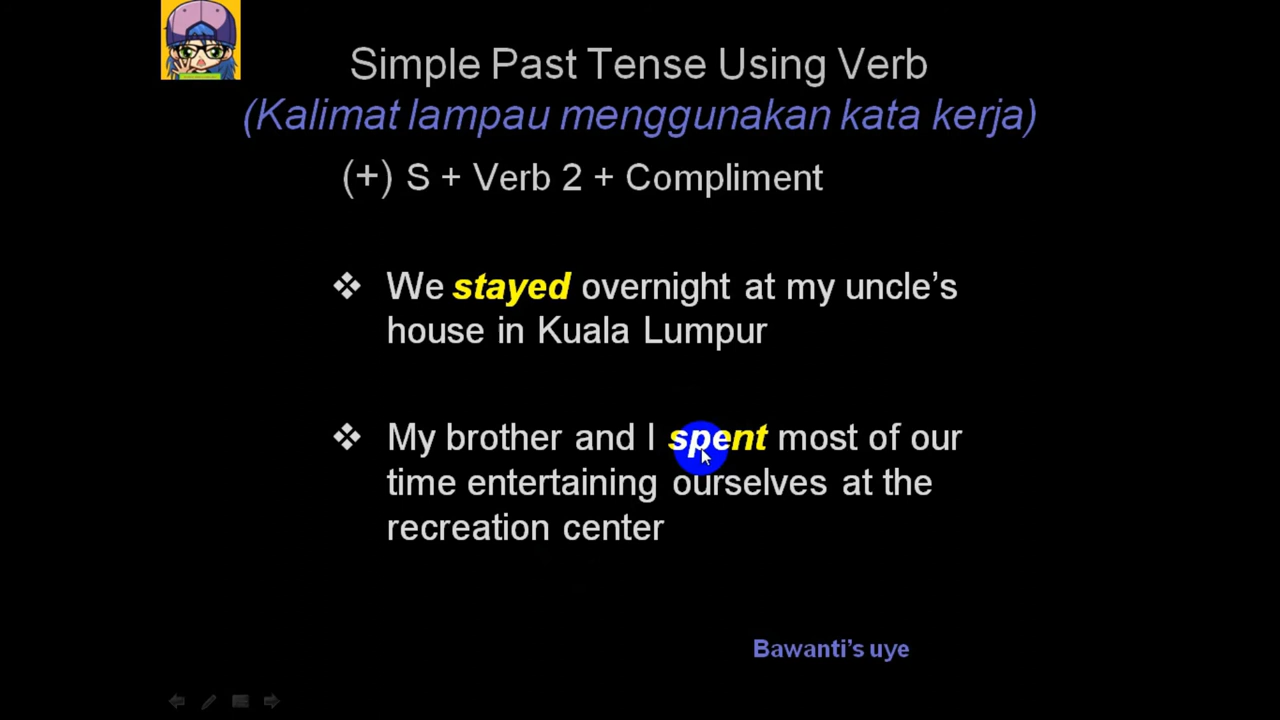 Simple Past Tense Using Verb
(Kalimat lampau menggunakan kata kerja)
(+) S + Verb 2 + Compliment
❖ We stayed overnight at my uncle’s
house in Kuala Lumpur
❖ My brother and I spent most of our
time entertaining ourselves at the
recreation center
Bawanti’s uye